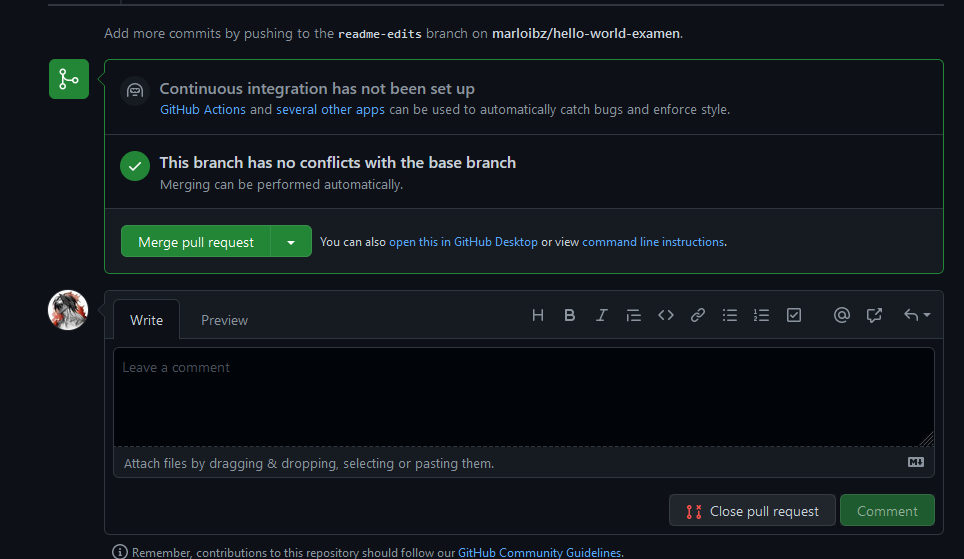 Add more commits by pushing to the readme-edits branch on marloibz/hello-world-examen.
Continuous integration has not been set up
GitHub Actions and several other apps can be used to automatically catch bugs and enforce style.
This branch has no conflicts with the base branch
Merging can be performed automatically.
Merge pull request
You can also open this in GitHub Desktop or view command line instructions.
Write Preview
Leave a comment
Attach files by dragging & dropping, selecting or pasting them.
Close pull request Comment
Remember, contributions to this repository should follow our GitHub Community Guidelines.